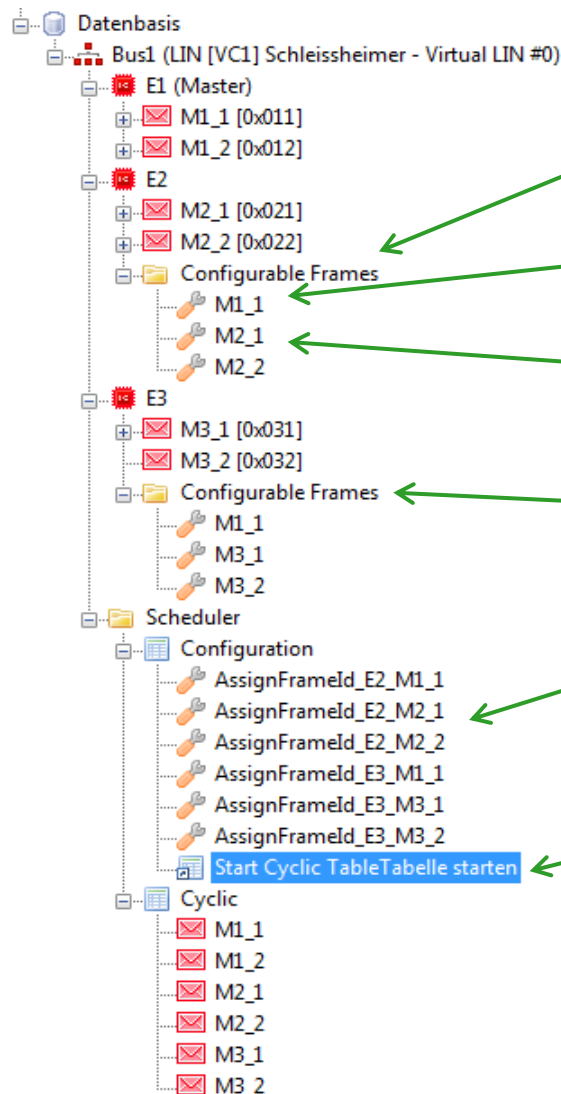 Datenbasis
Bus1 (LIN [VC1] Schleissheimer - Virtual LIN #0)
E1 (Master)
M1_1 [0x011]
M1_2 [0x012]
E2
M2_1 [0x021]
M2_2 [0x022]
Configurable Frames
M1_1
M2_1
M2_2
E3
M3_1 [0x031]
M3_2 [0x032]
Configurable Frames
M1_1
M3_1
M3_2
Scheduler
Configuration
AssignFrameId_E2_M1_1
AssignFrameId_E2_M2_1
AssignFrameId_E2_M2_2
AssignFrameId_E3_M1_1
AssignFrameId_E3_M3_1
AssignFrameId_E3_M3_2
Start Cyclic TableTabelle starten
Cyclic
M1_1
M1_2
M2_1
M2_2
M3_1
M3_2